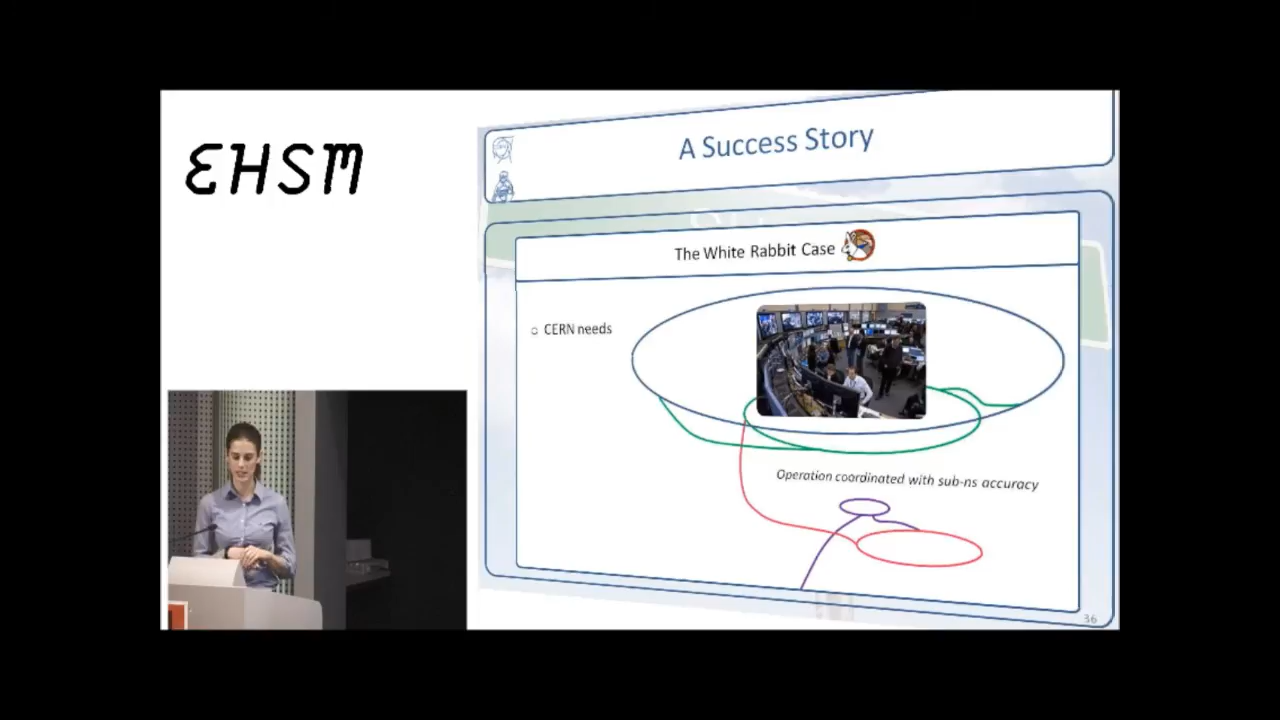 EHSM
A Success Story
The White Rabbit Case
○ CERN needs
Operation coordinated with sub-ns accuracy
36